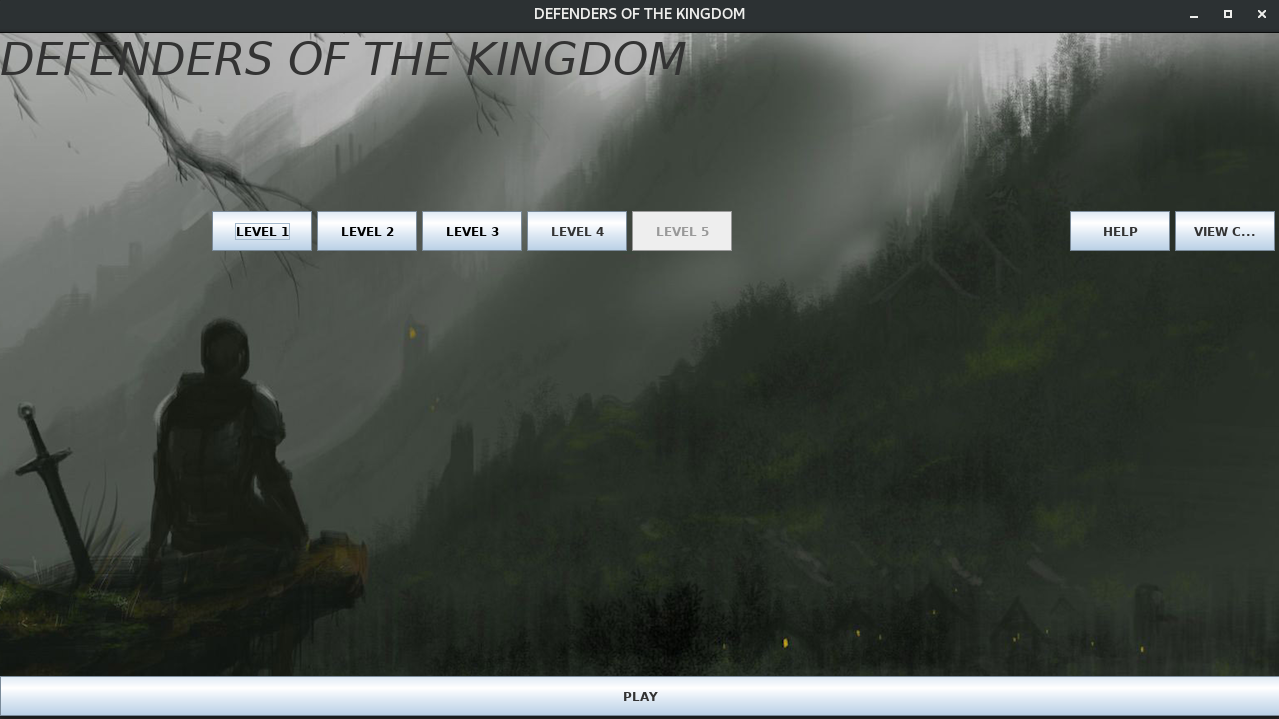 DEFENDERS OF THE KINGDOM
DEFENDERS OF THE KINGDOM
LEVEL 1 LEVEL 2 LEVEL 3 LEVEL 4 LEVEL 5 HELP VIEW C...
PLAY